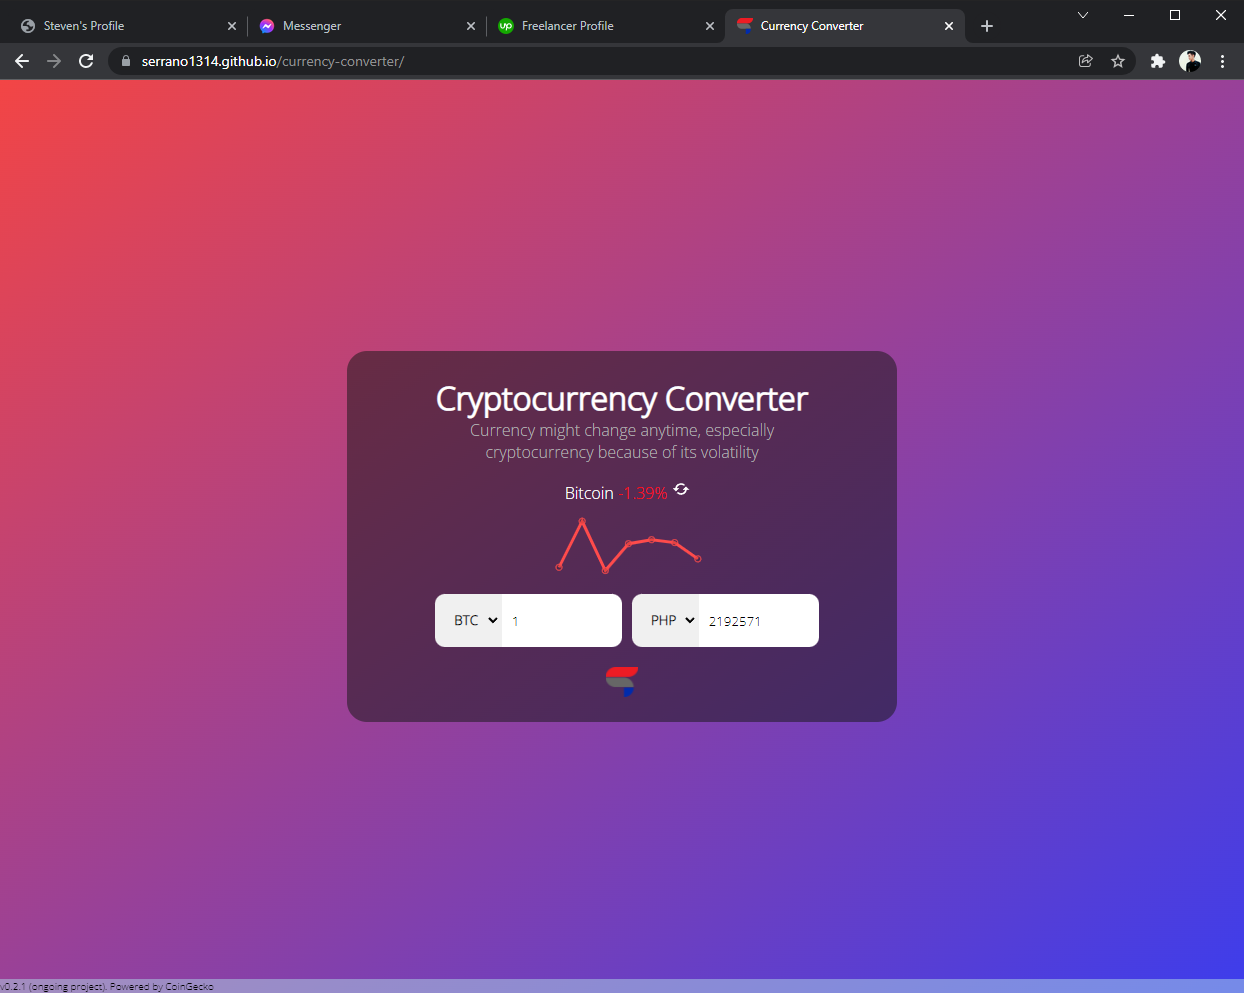 Steven's Profile
Messenger
up Freelancer Profile
Currency Converter
serrano1314.github.io/currency-converter/
Cryptocurrency Converter
Currency might change anytime, especially
cryptocurrency because of its volatility
Bitcoin -1.39%
BTC 1 PHP 2192571
v0.2.1 (ongoing project). Powered by CoinGecko